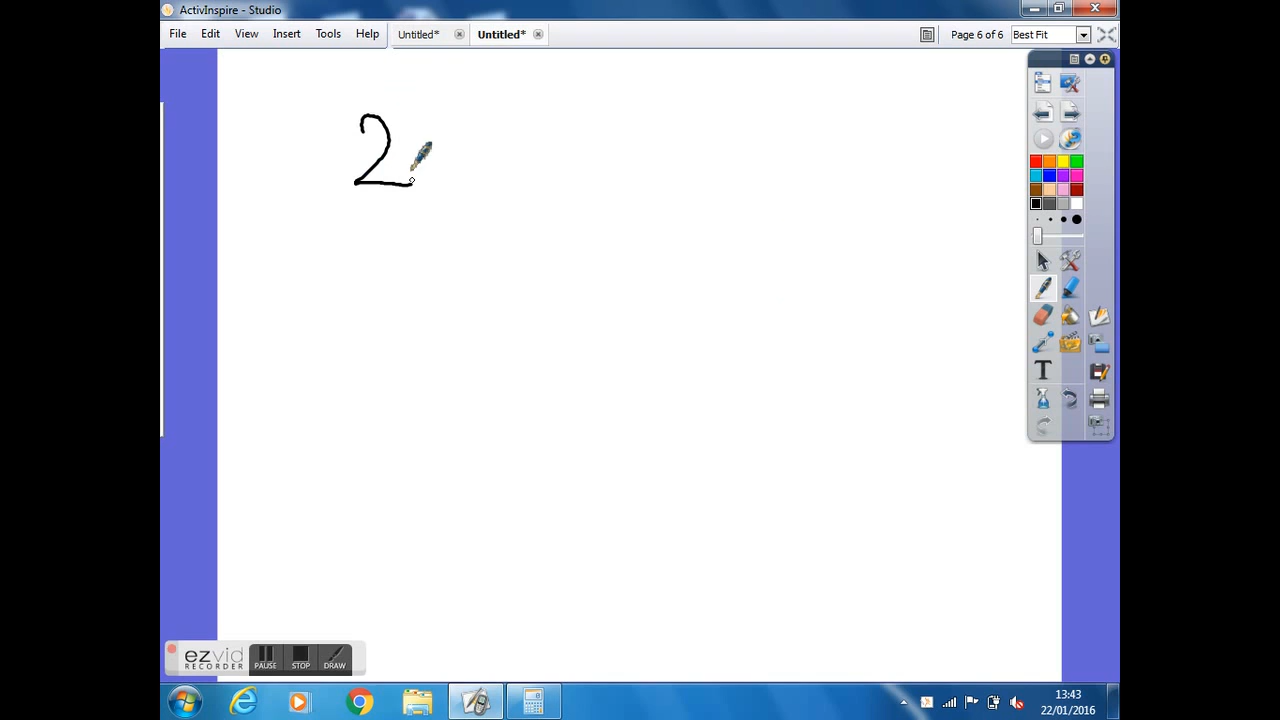 ActivInspire - Studio
File Edit View Insert Tools Help Untitled* Untitled* Page 6 of 6 Best Fit
2
T
ezvid
RECORDER
PAUSE STOP DRAW
13:43
22/01/2016